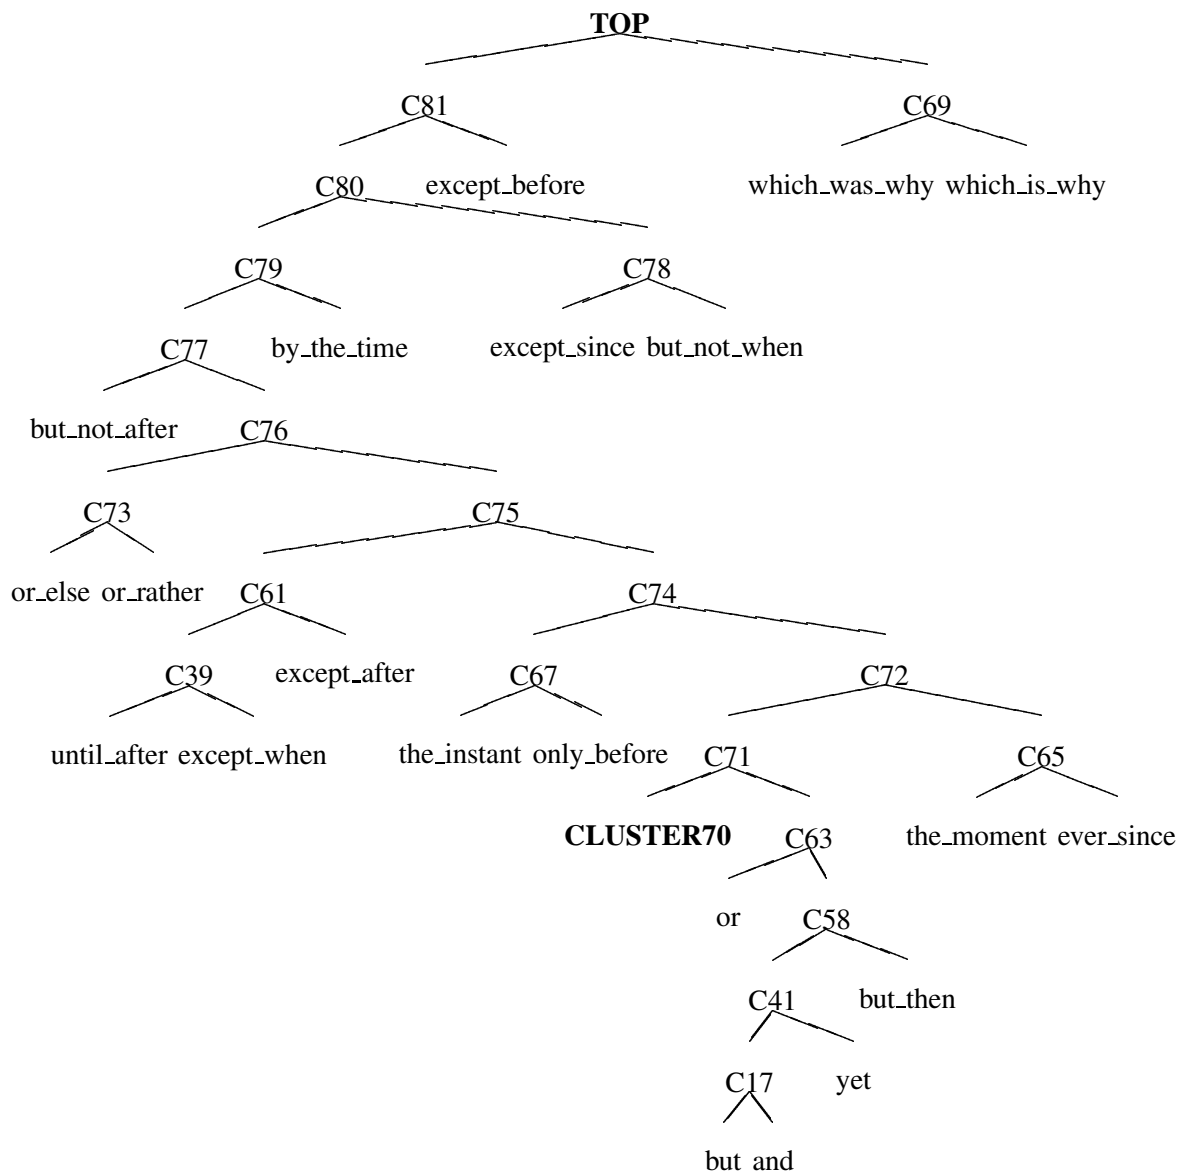 TOP
C81 C69
C80 except_before which_was_why which_is_why
C79 C78
C77 by_the_time except_since but_not_when
but_not_after C76
C73 C75
or_else or_rather C61 C74
C39 except_after C67 C72
until_after except_when the_instant only_before C71 C65
CLUSTER70 C63 the_moment ever_since
or C58
C41 but_then
C17 yet
but and